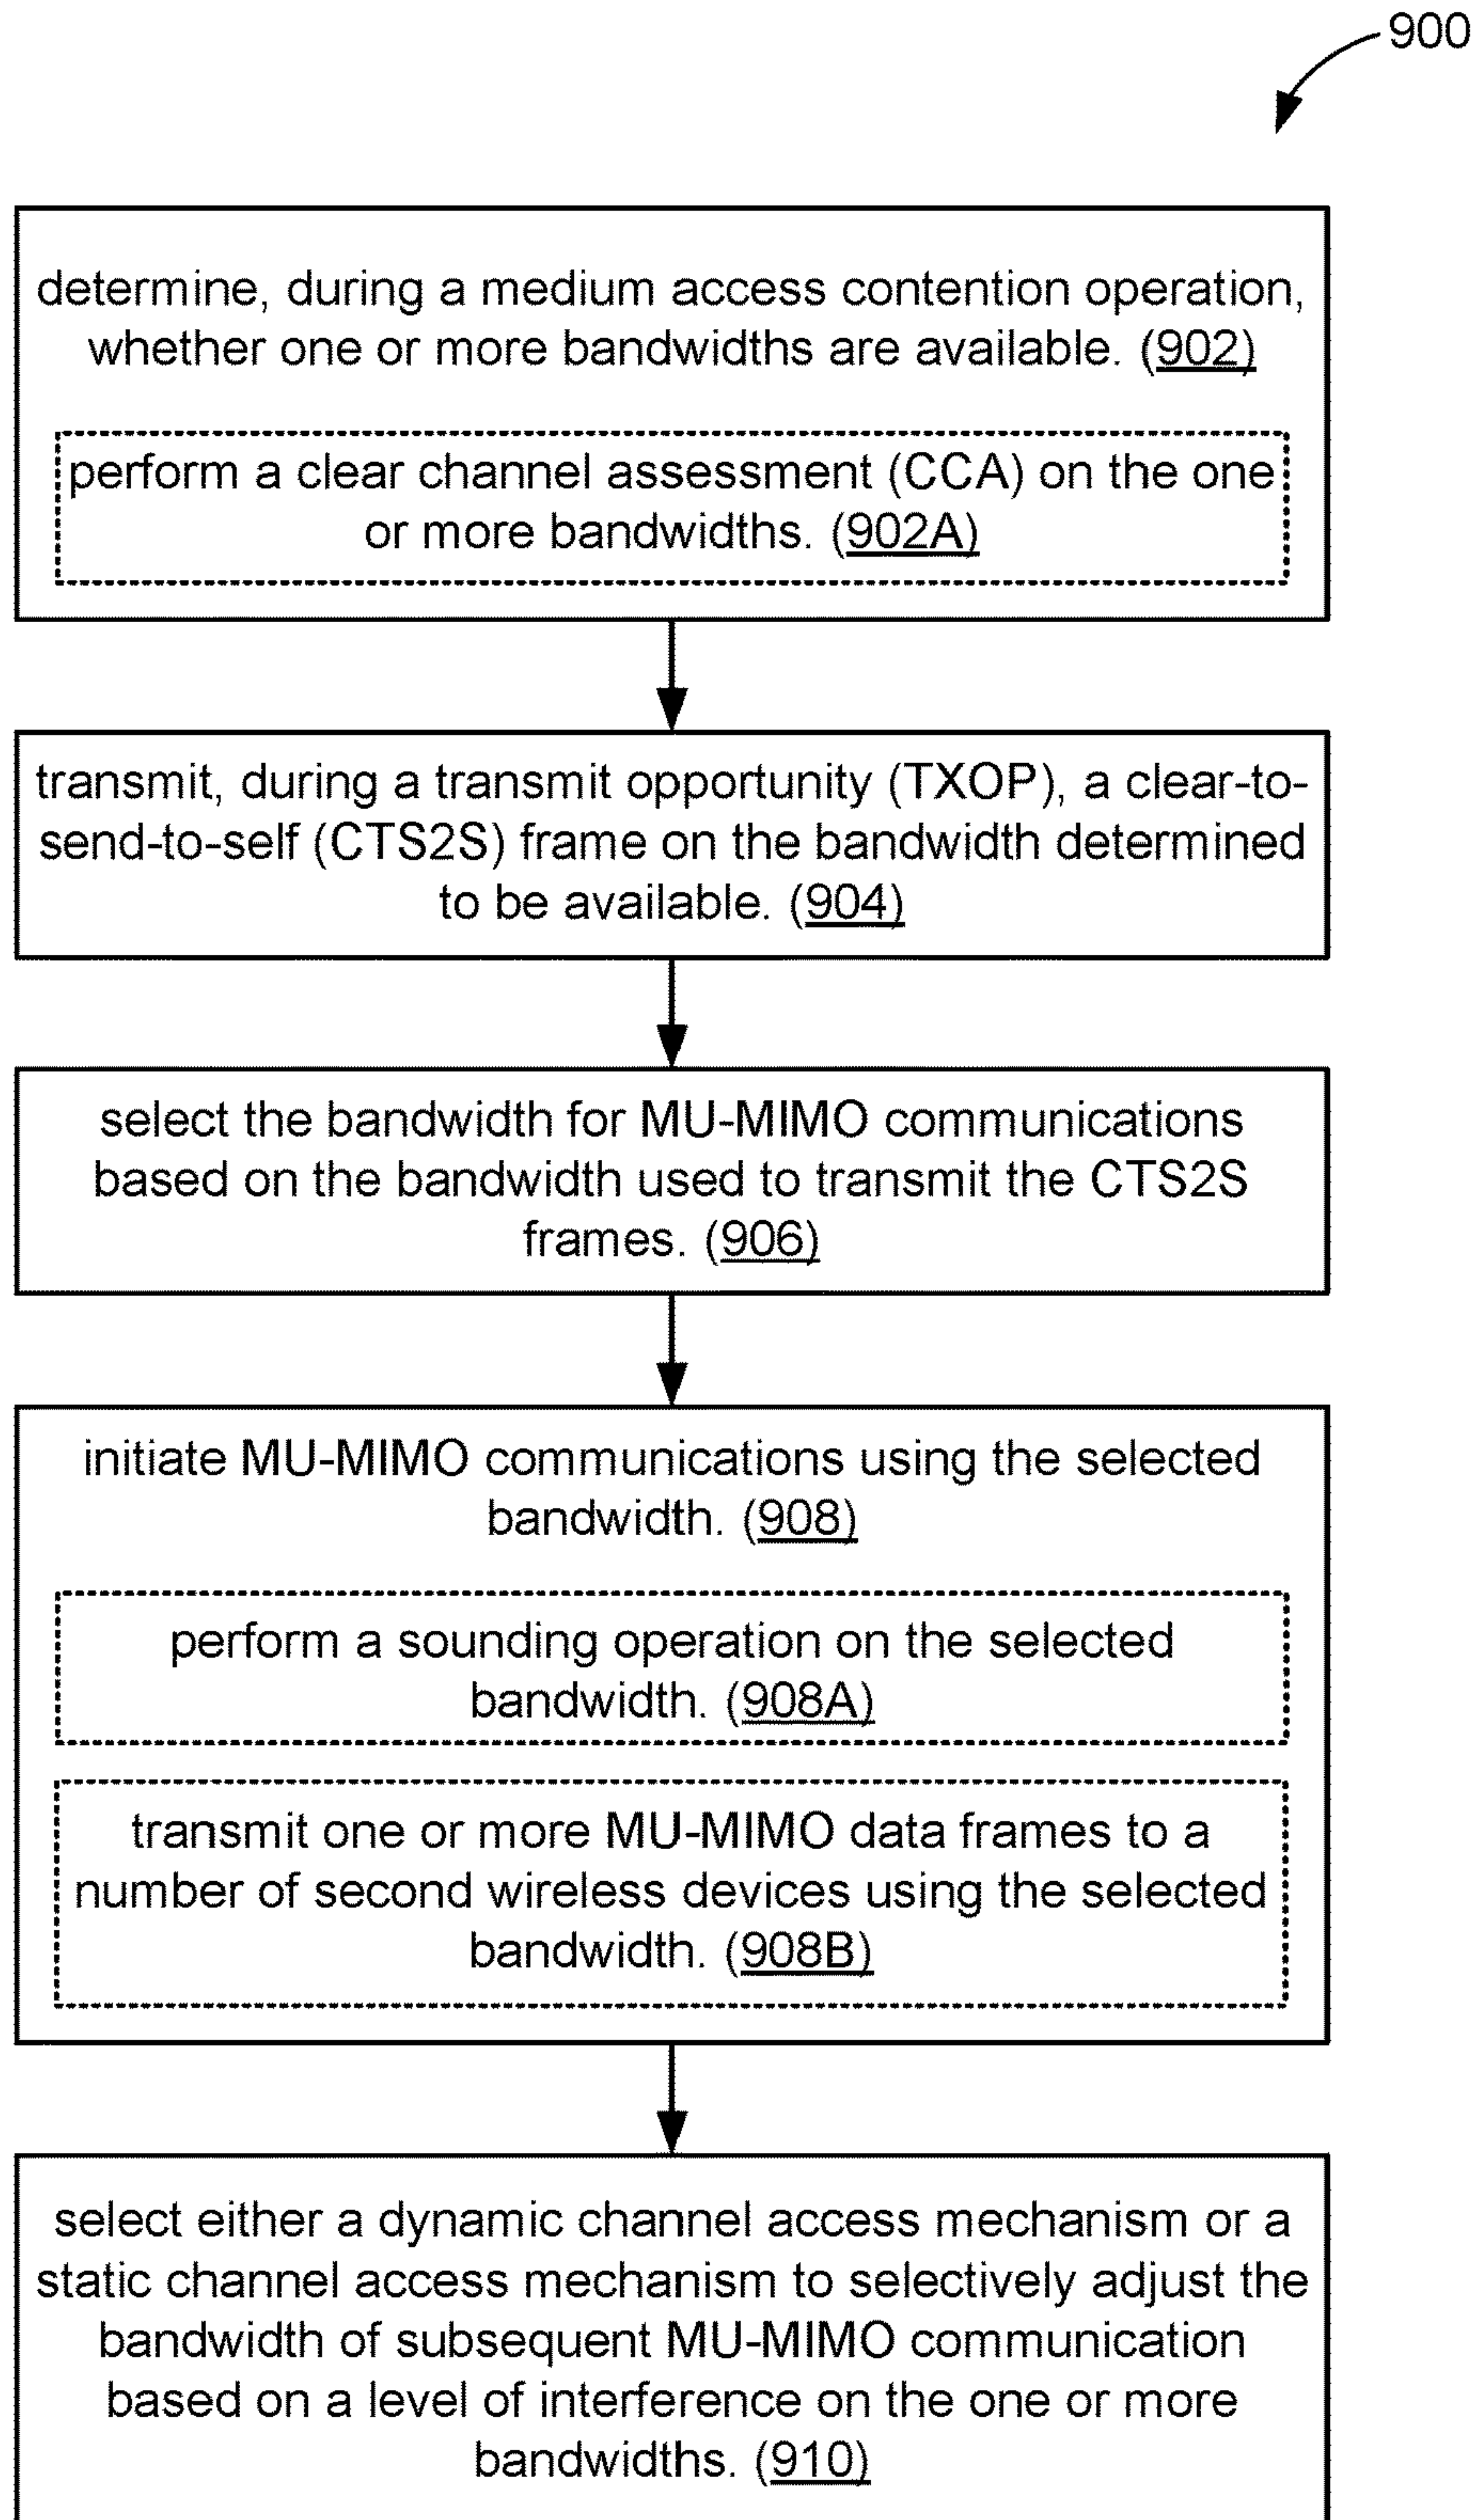 900
determine, during a medium access contention operation,
whether one or more bandwidths are available. (902)
perform a clear channel assessment (CCA) on the one
or more bandwidths. (902A)
transmit, during a transmit opportunity (TXOP), a clear-to-
send-to-self (CTS2S) frame on the bandwidth determined
to be available. (904)
select the bandwidth for MU-MIMO communications
based on the bandwidth used to transmit the CTS2S
frames. (906)
initiate MU-MIMO communications using the selected
bandwidth. (908)
perform a sounding operation on the selected
bandwidth. (908A)
transmit one or more MU-MIMO data frames to a
number of second wireless devices using the selected
bandwidth. (908B)
select either a dynamic channel access mechanism or a
static channel access mechanism to selectively adjust the
bandwidth of subsequent MU-MIMO communication
based on a level of interference on the one or more
bandwidths. (910)